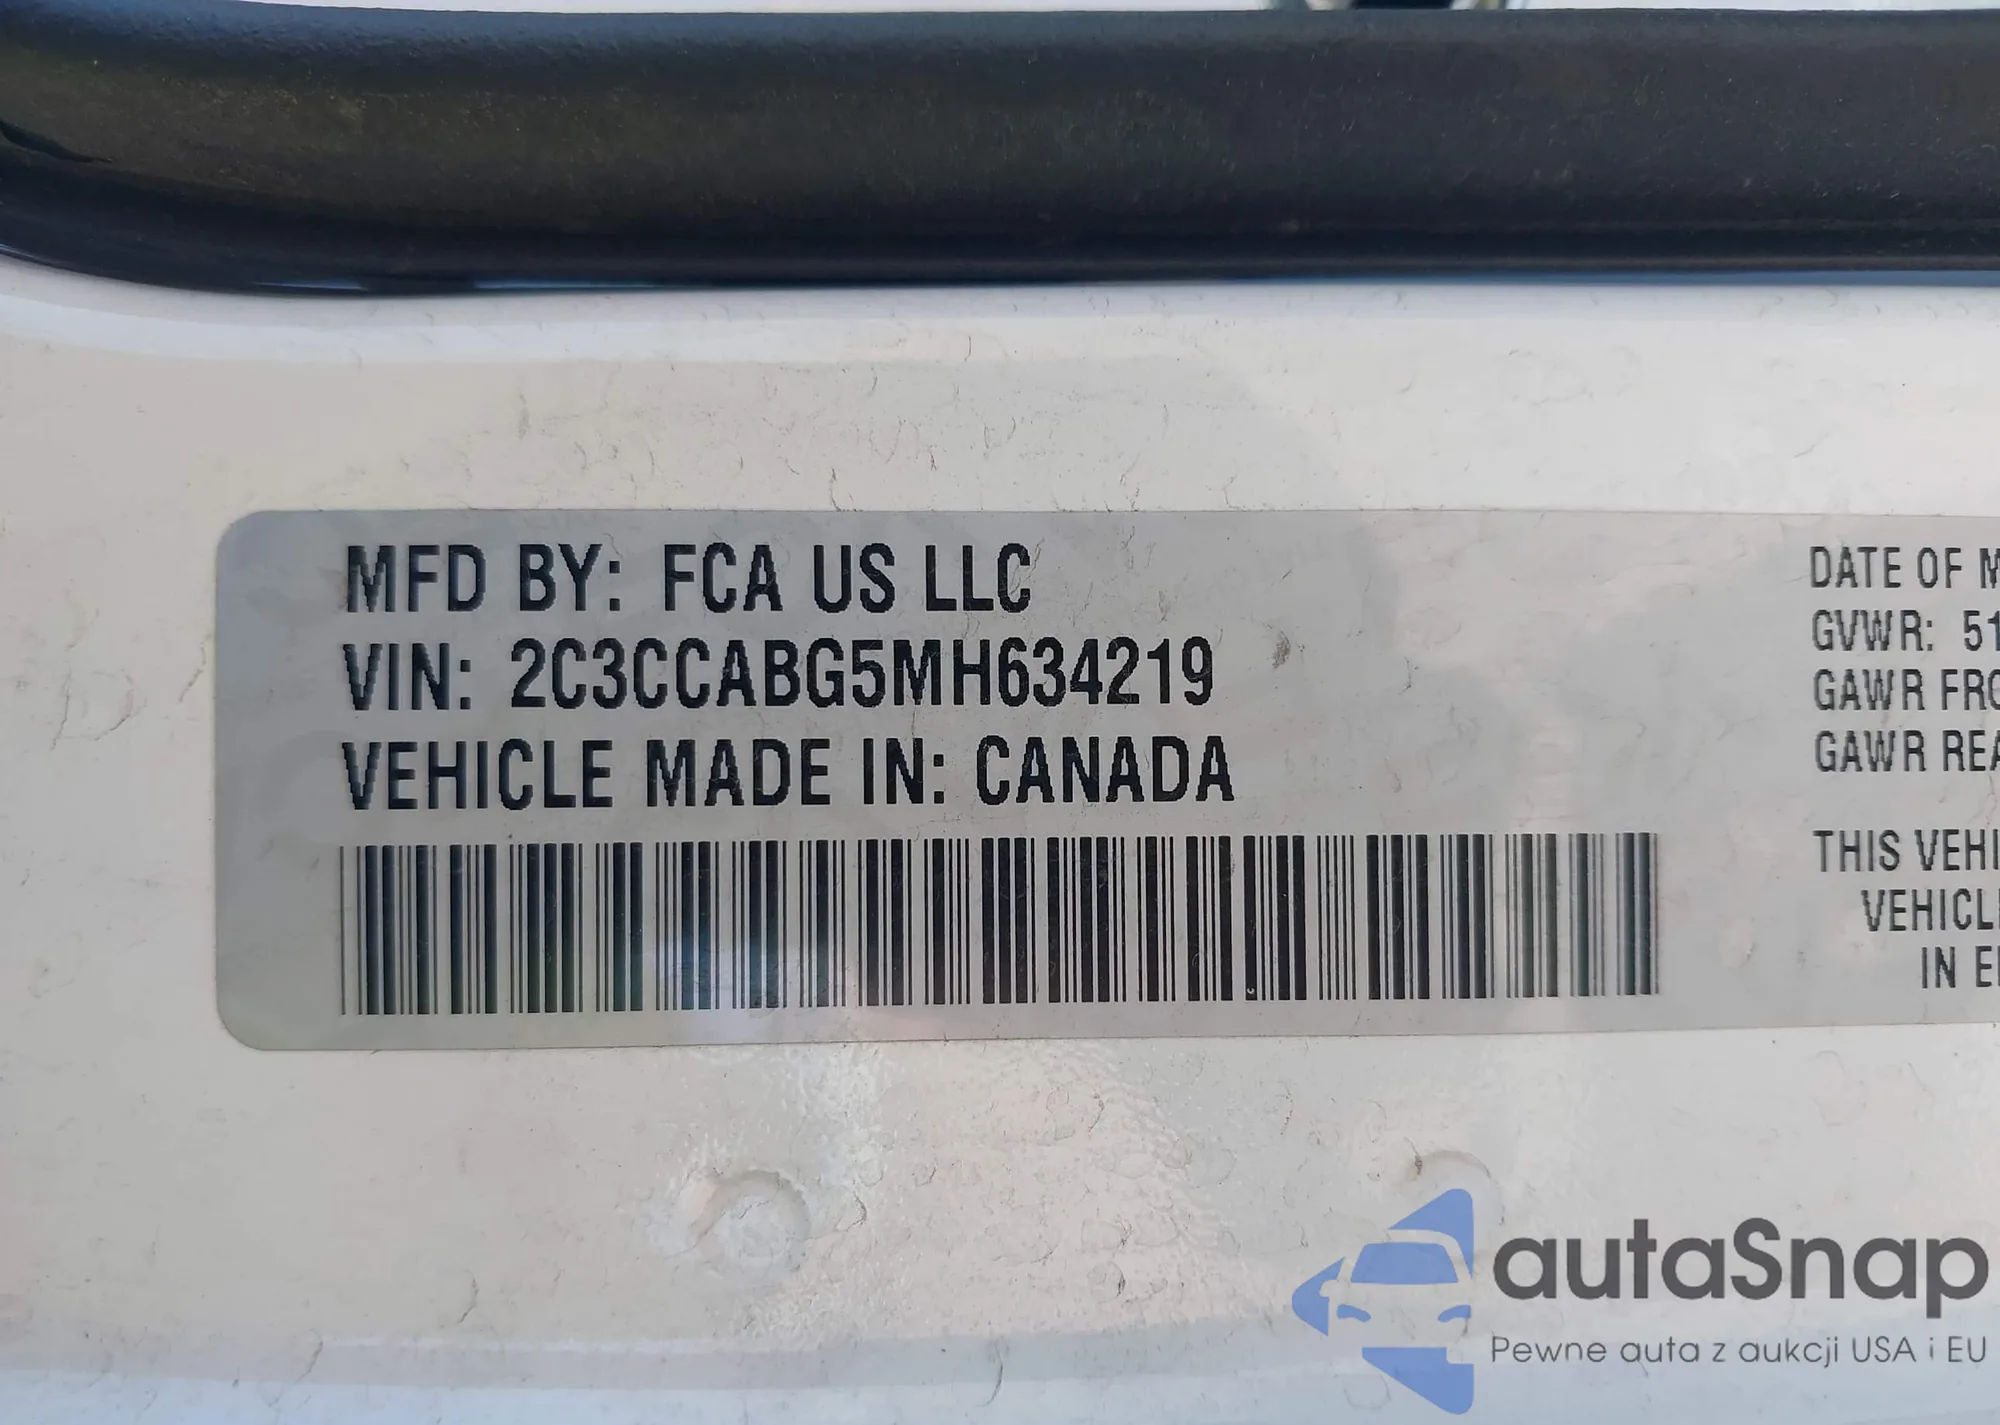 MFD BY: FCA US LLC
VIN: 2C3CCABG5MH634219
VEHICLE MADE IN: CANADA
DATE OF M
GVWR: 51
GAWR FRO
GAWR REA
THIS VEHI
VEHICL
IN E
autaSnap
Pewne auta z aukcji USA i EU